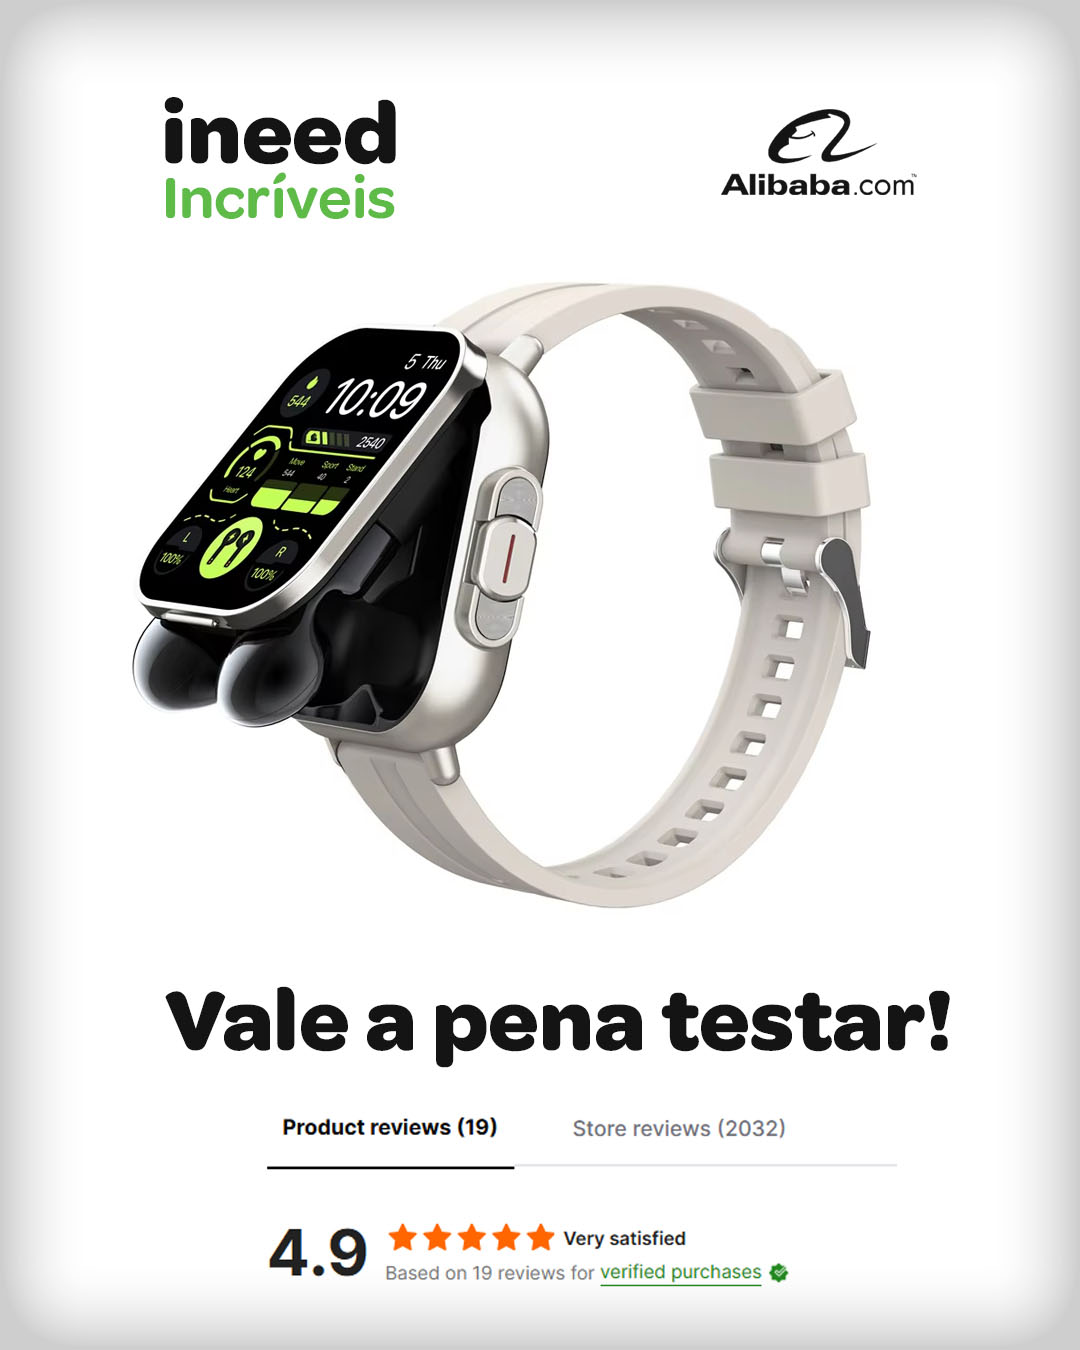 ineed
Incríveis
Alibaba.com™
5 Thu
10:09
544
2540
Move Sport Stand
544 40 2
124
Heart
L
R
100%
100%
Vale a pena testar!
Product reviews (19)
Store reviews (2032)
4.9
Very satisfied
Based on 19 reviews for verified purchases